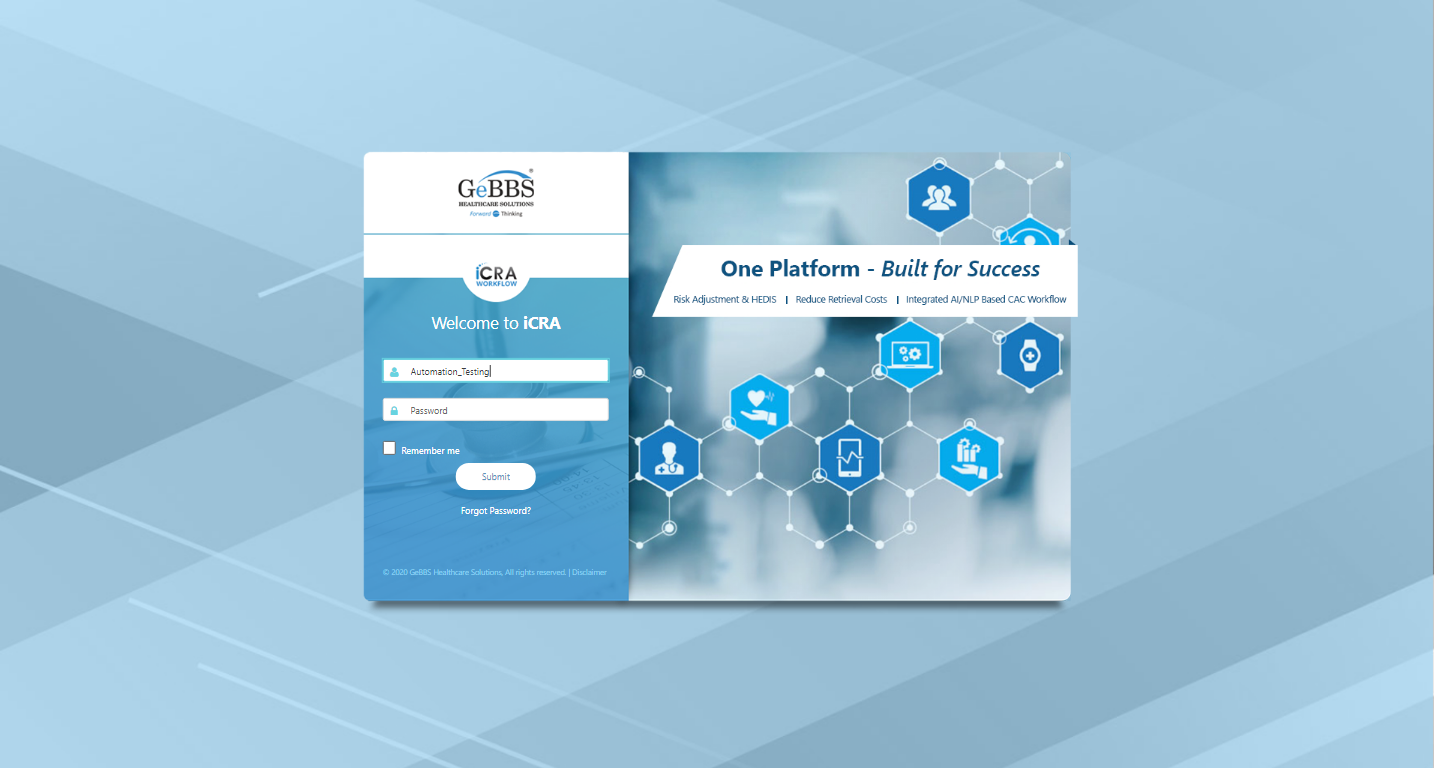 GeBBS®
HEALTHCARE SOLUTIONS
Forward Thinking
iCRA
WORKFLOW
Welcome to iCRA
Automation_Testing
Password
Remember me
Submit
Forgot Password?
© 2020 GeBBS Healthcare Solutions, All rights reserved. | Disclaimer
One Platform - Built for Success
Risk Adjustment & HEDIS | Reduce Retrieval Costs | Integrated AI/NLP Based CAC Workflow